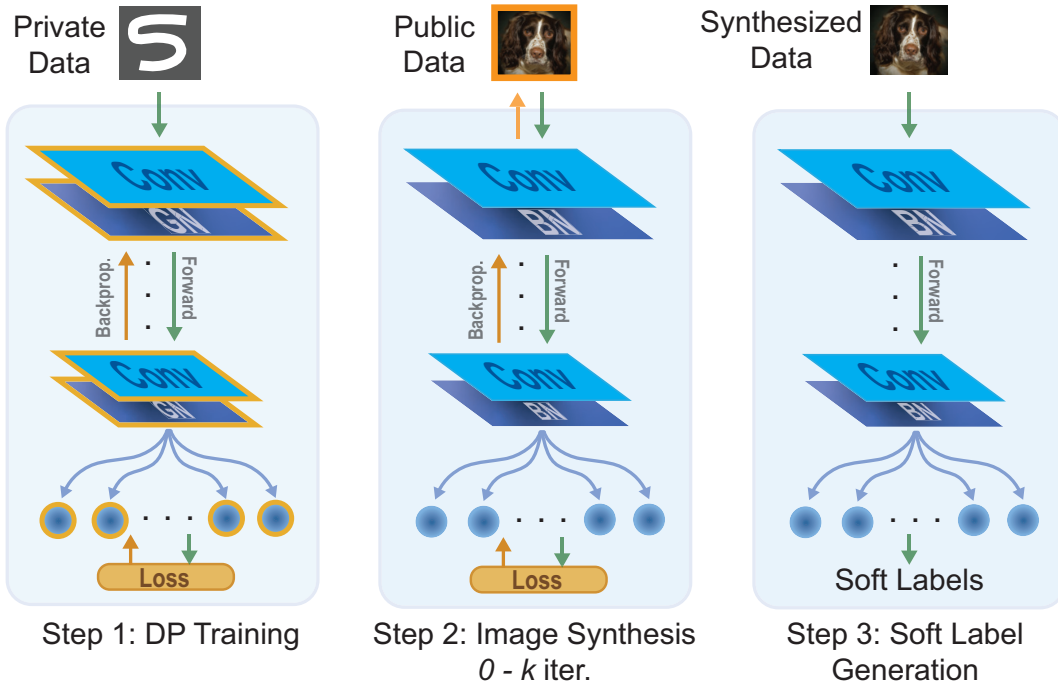 Private
Data
S
Conv
GN
Backprop.
Forward
Conv
GN
Loss
Step 1: DP Training
Public
Data
Conv
BN
Backprop.
Forward
Conv
BN
Loss
Step 2: Image Synthesis
0 - k iter.
Synthesized
Data
Conv
BN
Forward
Conv
BN
Soft Labels
Step 3: Soft Label
Generation